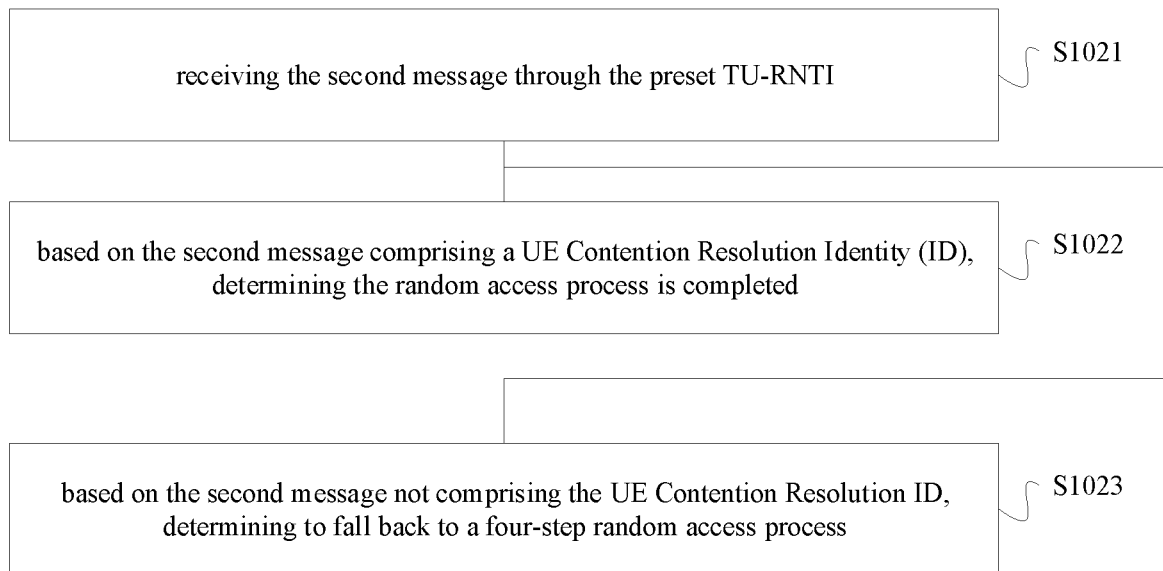 receiving the second message through the preset TU-RNTI
S1021
based on the second message comprising a UE Contention Resolution Identity (ID),
determining the random access process is completed
S1022
based on the second message not comprising the UE Contention Resolution ID,
determining to fall back to a four-step random access process
S1023